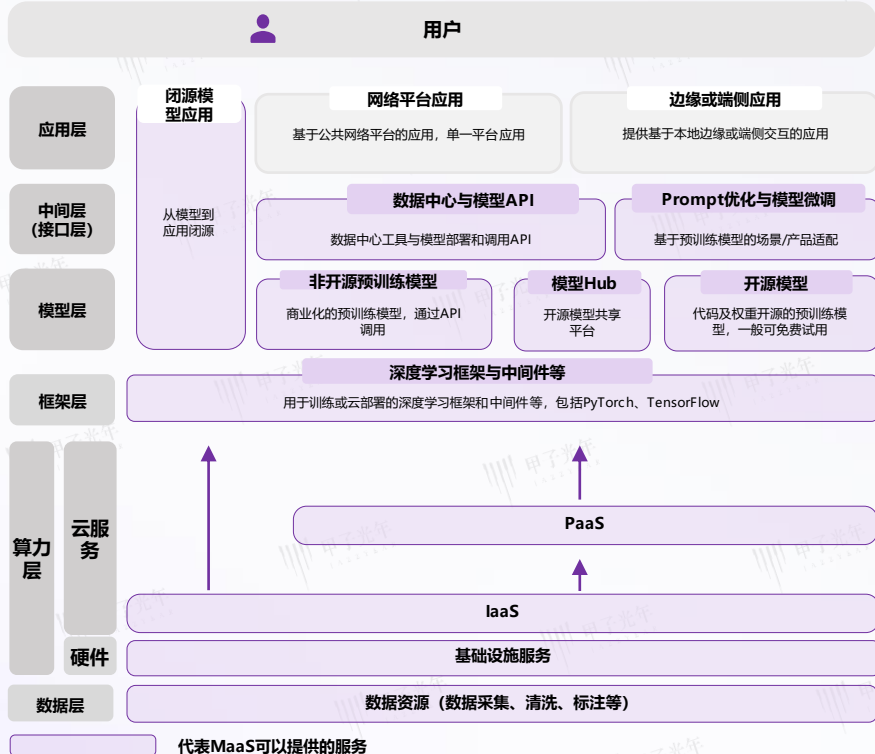 用户
应用层
闭源模
型应用
网络平台应用
基于公共网络平台的应用，单一平台应用
边缘或端侧应用
提供基于本地边缘或端侧交互的应用
中间层
(接口层)
从模型到
应用闭源
数据中心与模型API
数据中心工具与模型部署和调用API
Prompt优化与模型微调
基于预训练模型的场景/产品适配
模型层
非开源预训练模型
商业化的预训练模型，通过API
调用
模型Hub
开源模型共享
平台
开源模型
代码及权重开源的预训练模
型，一般可免费试用
框架层
深度学习框架与中间件等
用于训练或云部署的深度学习框架和中间件等，包括PyTorch、TensorFlow
算力
层
云服
务
PaaS
IaaS
硬件
基础设施服务
数据层
数据资源（数据采集、清洗、标注等）
代表MaaS可以提供的服务
甲子光年